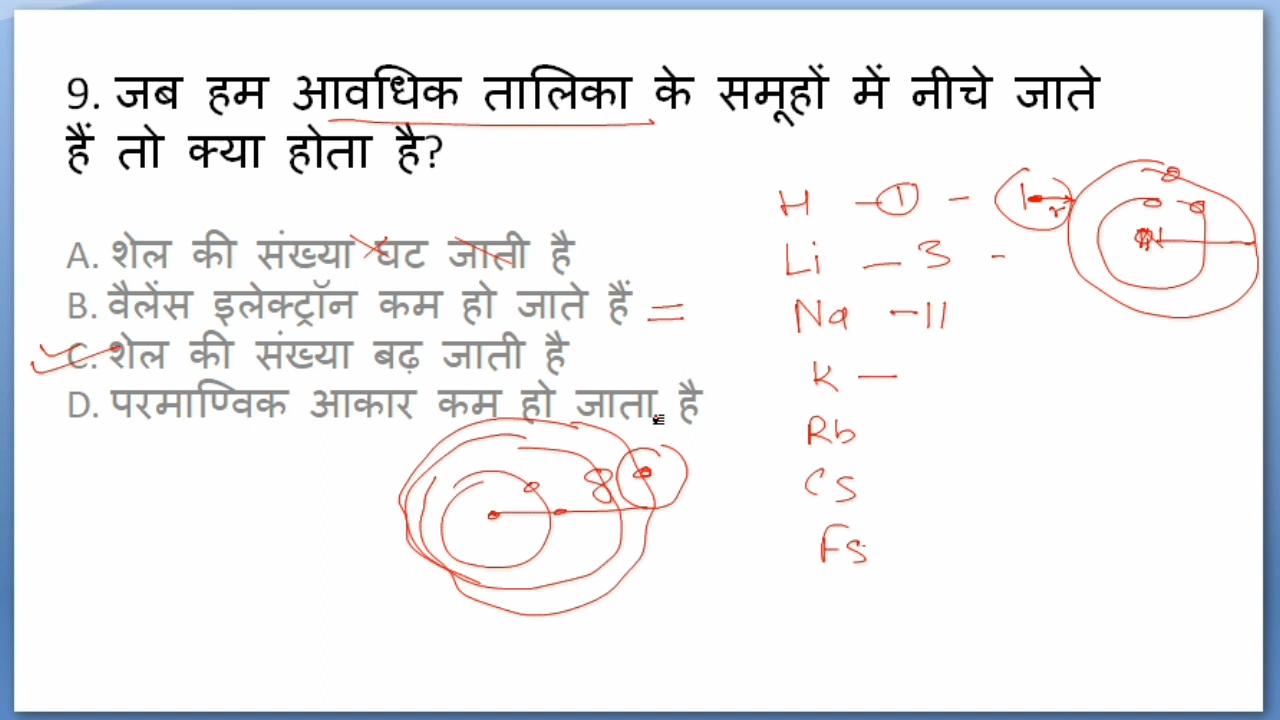 9. जब हम आवधिक तालिका के समूहों में नीचे जाते
हैं तो क्या होता है?
A. शेल की संख्या घट जाती है
B. वैलेंस इलेक्ट्रॉन कम हो जाते हैं =
C. शेल की संख्या बढ़ जाती है
D. परमाण्विक आकार कम हो जाता है
H - 1 -
r
Li - 3 -
Na - 11
K -
Rb
Cs
Fs
8